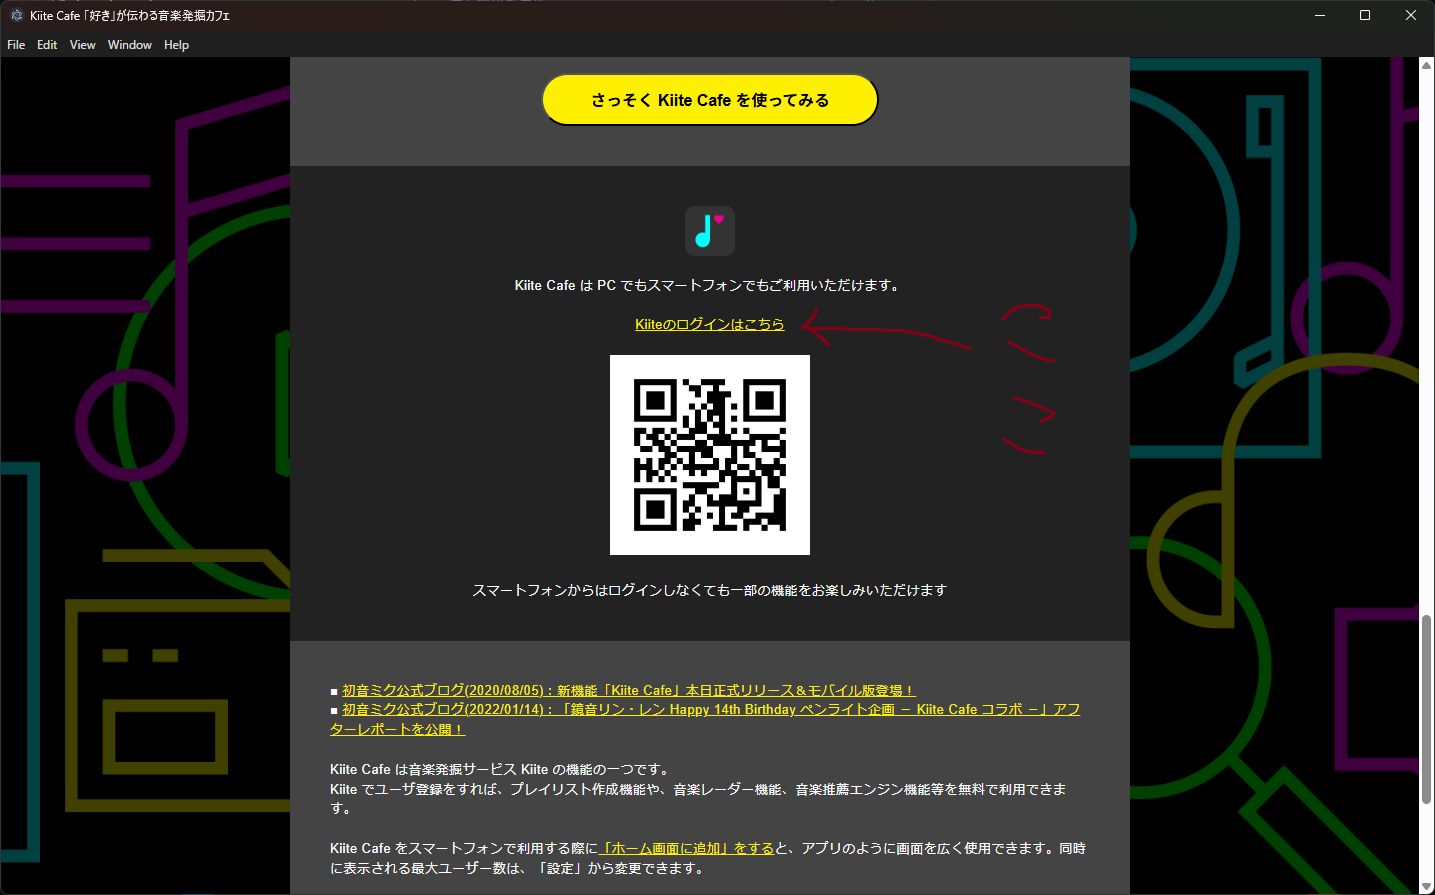 Kiite Cafe 「好き」が伝わる音楽発掘カフェ
File Edit View Window Help
さっそく Kiite Cafe を使ってみる
Kiite Cafe は PC でもスマートフォンでもご利用いただけます。
Kiiteのログインはこちら
ここ
スマートフォンからはログインしなくても一部の機能をお楽しみいただけます
■ 初音ミク公式ブログ(2020/08/05)：新機能「Kiite Cafe」本日正式リリース＆モバイル版登場！
■ 初音ミク公式ブログ(2022/01/14)：「鏡音リン・レン Happy 14th Birthday ペンライト企画 － Kiite Cafe コラボ －」アフ
ターレポートを公開！
Kiite Cafe は音楽発掘サービス Kiite の機能の一つです。
Kiite でユーザ登録をすれば、プレイリスト作成機能や、音楽レーダー機能、音楽推薦エンジン機能等を無料で利用できま
す。
Kiite Cafe をスマートフォンで利用する際に「ホーム画面に追加」をすると、アプリのように画面を広く使用できます。同時
に表示される最大ユーザー数は、「設定」から変更できます。